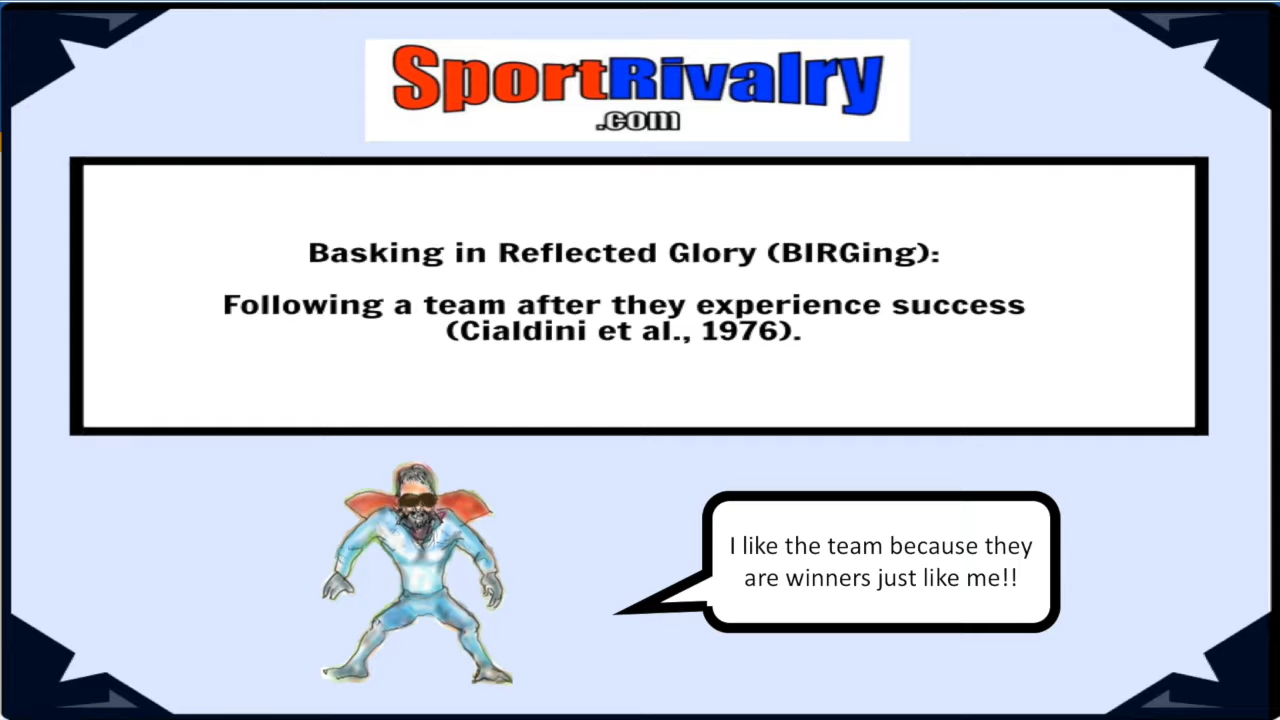 SportRivalry
.com
Basking in Reflected Glory (BIRGing):
Following a team after they experience success
(Cialdini et al., 1976).
I like the team because they
are winners just like me!!